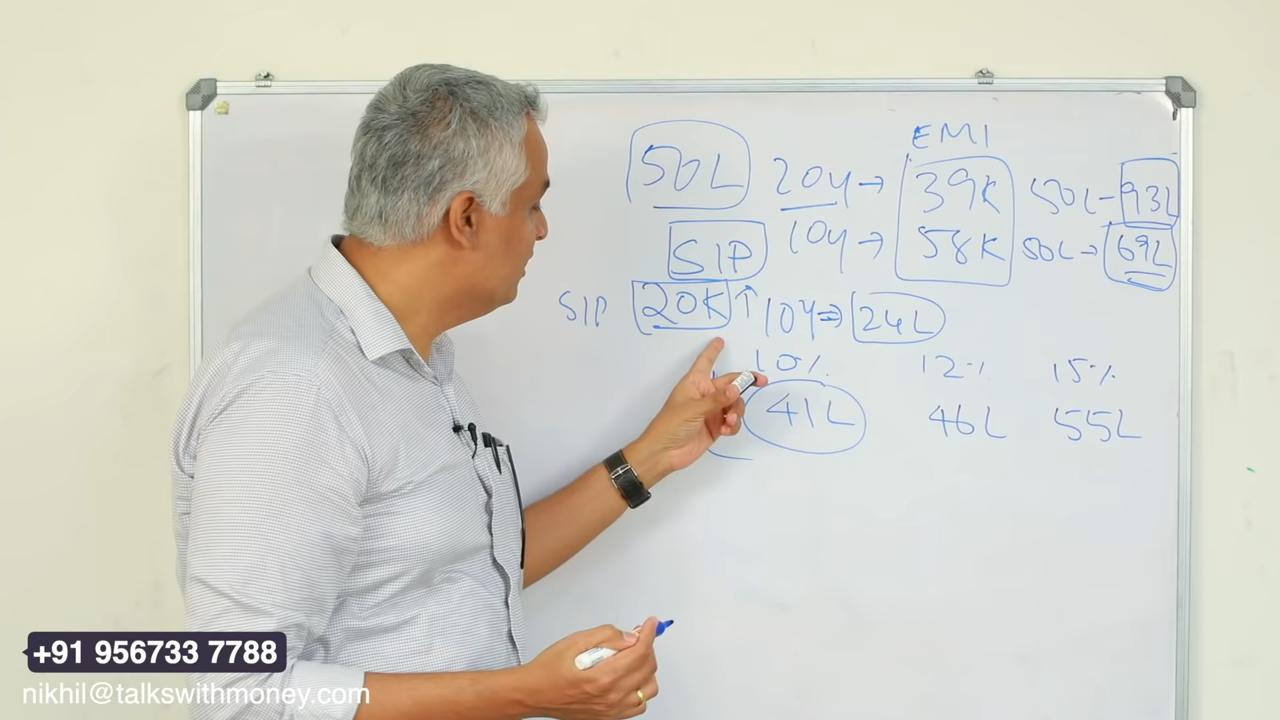 EMI
50L 20y → 39K 50L - 93L
SIP 10y → 58K 50L → 69L
SIP 20K ↑ 10y ⇒ 24L
10% 12% 15%
41L 46L 55L
+91 956733 7788
nikhil@talkswithmoney.com